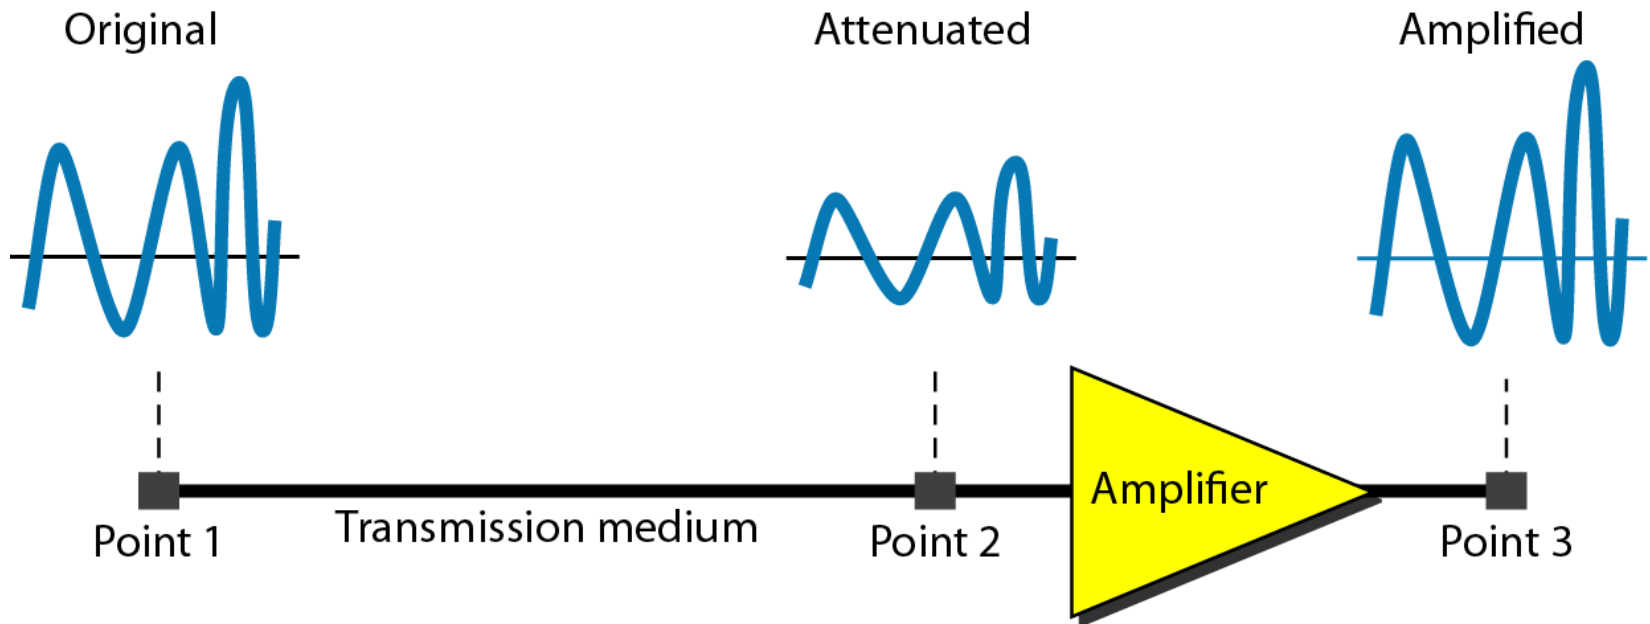 Original
Attenuated
Amplified
Amplifier
Transmission medium
Point 1
Point 2
Point 3